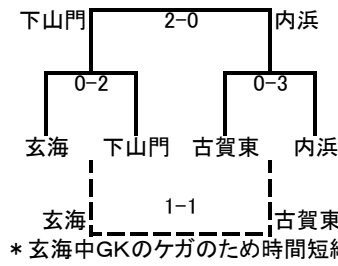 下山門 2-0 内浜
0-2 0-3
玄海 下山門 古賀東 内浜
玄海 1-1 古賀東
*玄海中GKのケガのため時間短